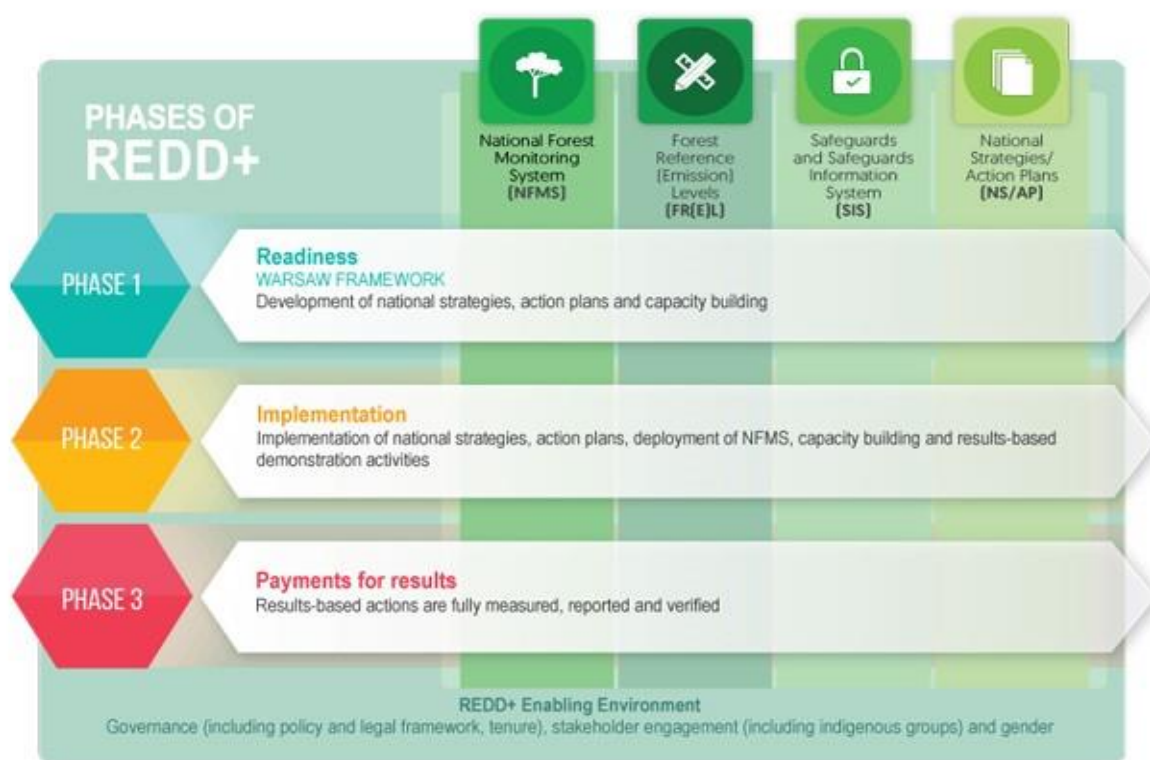 PHASES OF
REDD+
National Forest
Monitoring
System
(NFMS)
Forest
Reference
(Emission)
Levels
(FR(E)L)
Safeguards
and Safeguards
Information
System
(SIS)
National
Strategies/
Action Plans
(NS/AP)
PHASE 1
Readiness
WARSAW FRAMEWORK
Development of national strategies, action plans and capacity building
PHASE 2
Implementation
Implementation of national strategies, action plans, deployment of NFMS, capacity building and results-based
demonstration activities
PHASE 3
Payments for results
Results-based actions are fully measured, reported and verified
REDD+ Enabling Environment
Governance (including policy and legal framework, tenure), stakeholder engagement (including indigenous groups) and gender